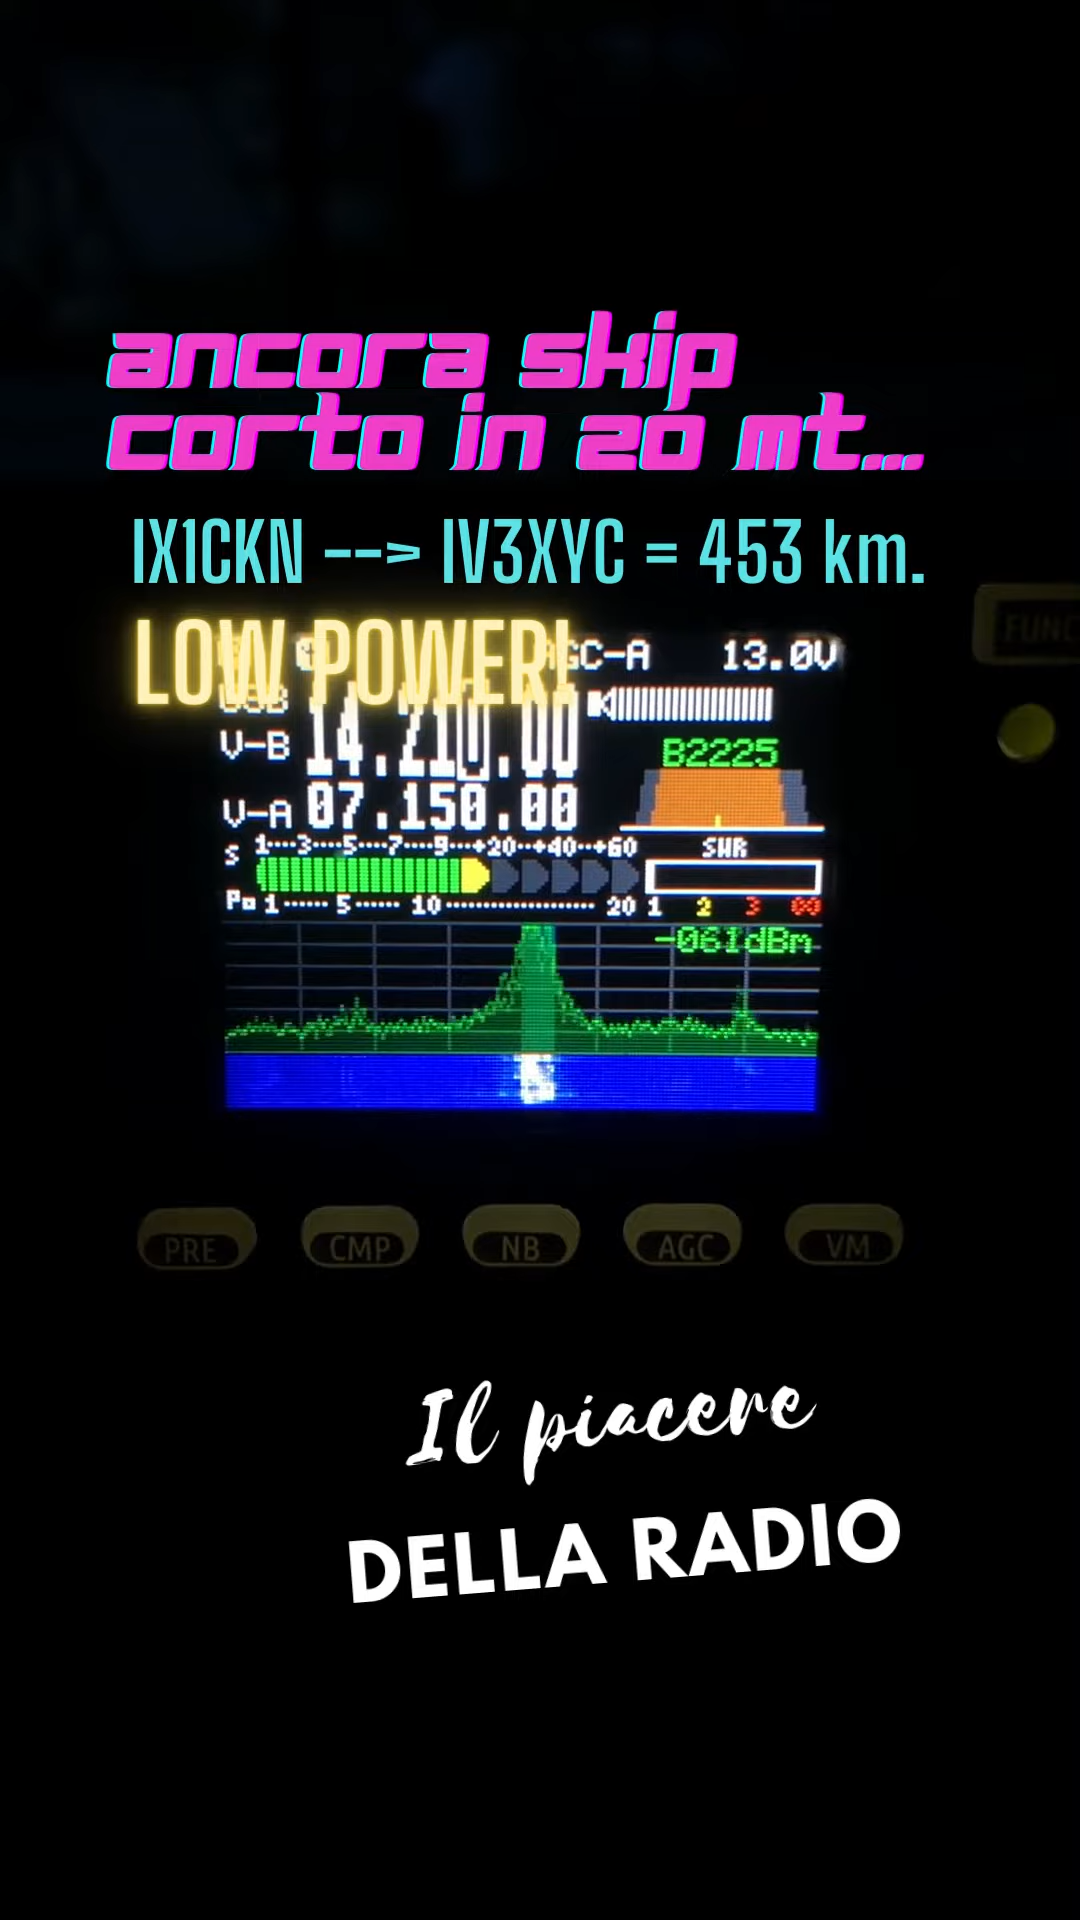 ancora skip
corto in 20 mt...
IX1CKN --> IV3XYC = 453 km.
LOW POWER!
AGC-A 13.0V
V-B 14.210.00
B2225
V-A 07.150.00
S 1···3···5···7···9··+20··+40··+60 SWR
Po 1····· 5····· 10··············· 20 1 2 3 ∞
-061dBm
FUNC
PRE CMP NB AGC VM
Il piacere
DELLA RADIO